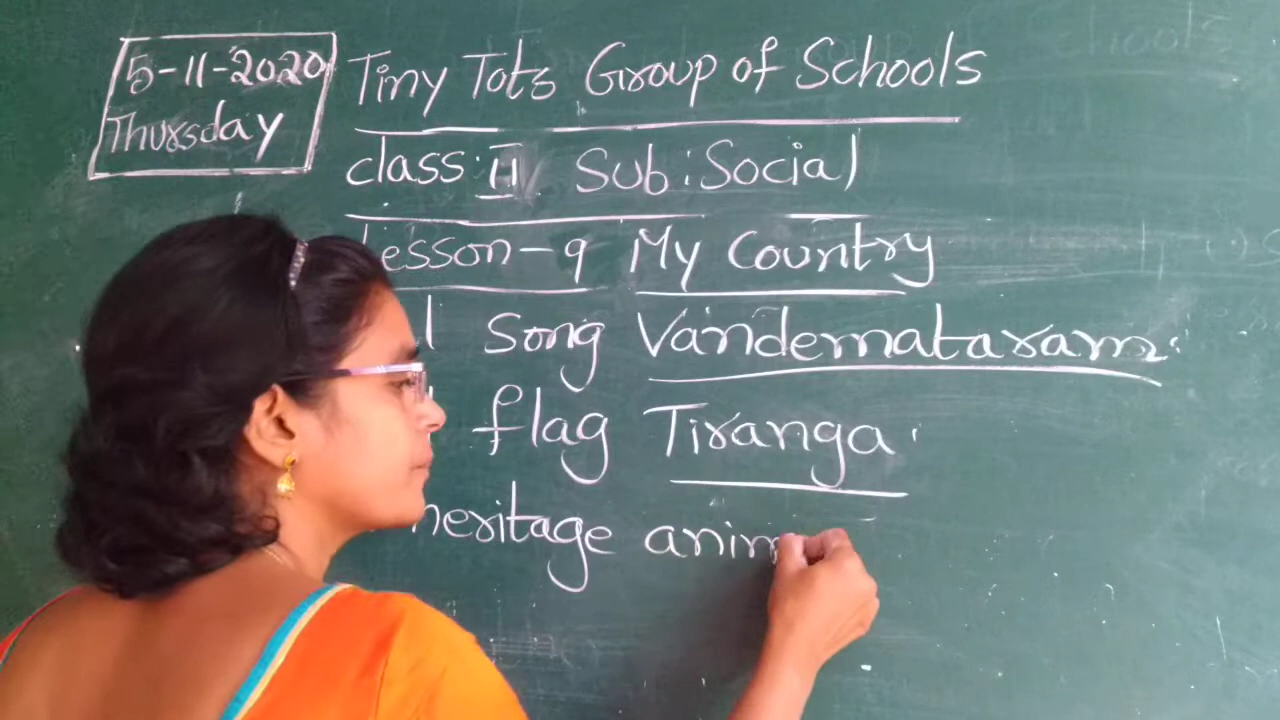 5-11-2020
Thursday
Tiny Tots Group of Schools
class: II Sub: Social
Lesson-9 My Country
l Song Vandemataram.
flag Tiranga.
heritage anim